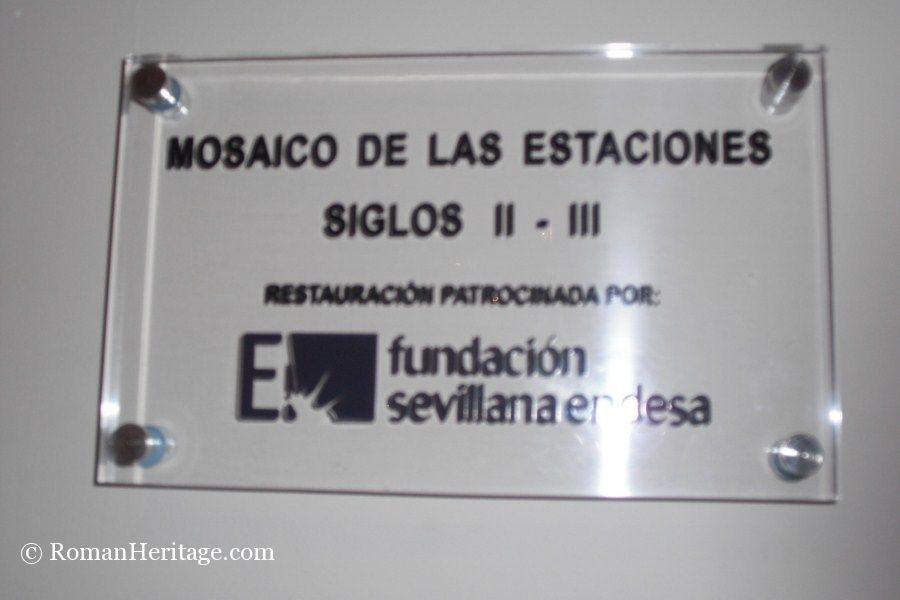 MOSAICO DE LAS ESTACIONES
SIGLOS II - III
RESTAURACIÓN PATROCINADA POR:
fundación
sevillana endesa
© RomanHeritage.com